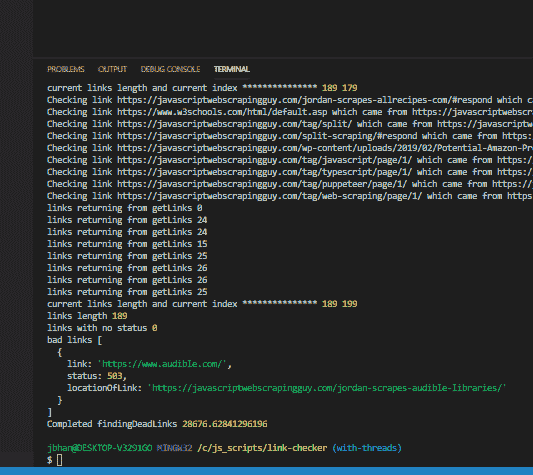 PROBLEMS OUTPUT DEBUG CONSOLE TERMINAL
current links length and current index *************** 189 179
Checking link https://javascriptwebscrapingguy.com/jordan-scrapes-allrecipes-com/#respond which ca
Checking link https://www.w3schools.com/html/default.asp which came from https://javascriptwebscra
Checking link https://javascriptwebscrapingguy.com/tag/split/ which came from https://javascriptw
Checking link https://javascriptwebscrapingguy.com/split-scraping/#respond which came from https:
Checking link https://javascriptwebscrapingguy.com/wp-content/uploads/2019/02/Potential-Amazon-Pr
Checking link https://javascriptwebscrapingguy.com/tag/javascript/page/1/ which came from https:/
Checking link https://javascriptwebscrapingguy.com/tag/typescript/page/1/ which came from https:/
Checking link https://javascriptwebscrapingguy.com/tag/puppeteer/page/1/ which came from https://j
Checking link https://javascriptwebscrapingguy.com/tag/web-scraping/page/1/ which came from https
links returning from getLinks 0
links returning from getLinks 24
links returning from getLinks 24
links returning from getLinks 15
links returning from getLinks 25
links returning from getLinks 26
links returning from getLinks 26
links returning from getLinks 25
current links length and current index *************** 189 199
links length 189
links with no status 0
bad links [
{
link: 'https://www.audible.com/',
status: 503,
locationOfLink: 'https://javascriptwebscrapingguy.com/jordan-scrapes-audible-libraries/'
}
]
Completed findingDeadLinks 28676.62841296196
jbhan@DESKTOP-V3291GO MINGW32 /c/js_scripts/link-checker (with-threads)
$